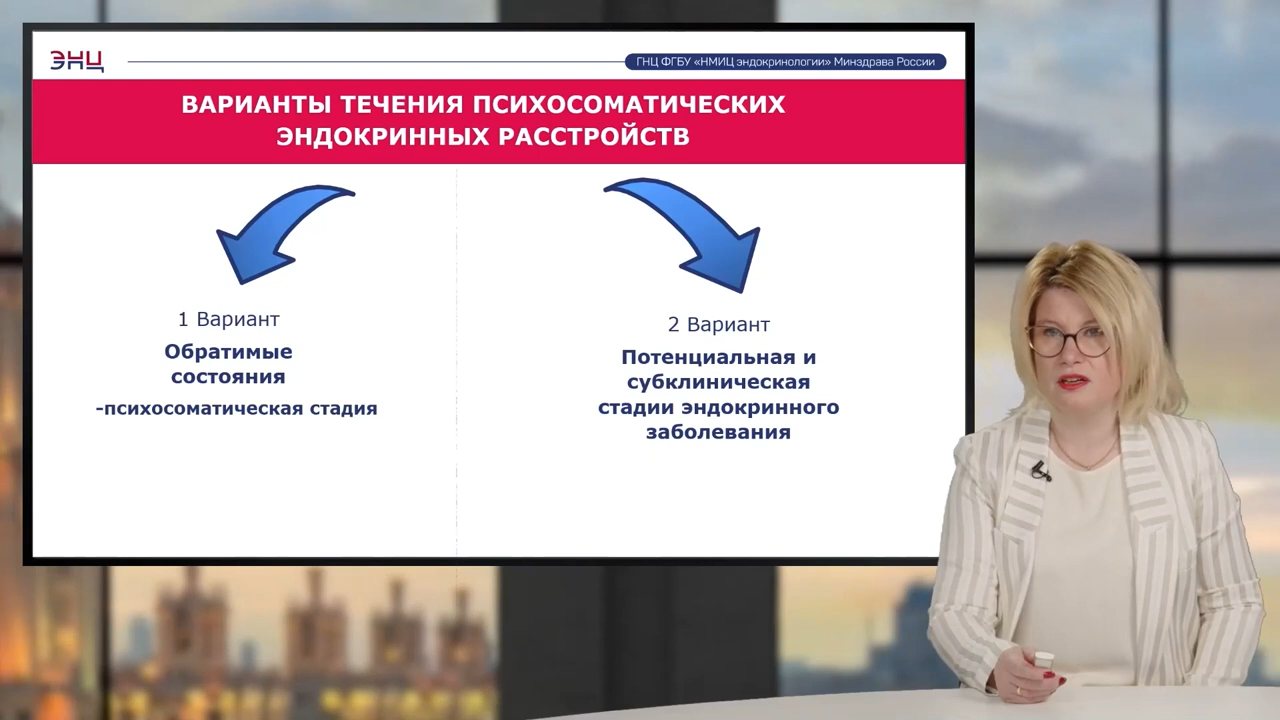 ЭНЦ
ГНЦ ФГБУ «НМИЦ эндокринологии» Минздрава России
ВАРИАНТЫ ТЕЧЕНИЯ ПСИХОСОМАТИЧЕСКИХ
ЭНДОКРИННЫХ РАССТРОЙСТВ
1 Вариант
Обратимые
состояния
-психосоматическая стадия
2 Вариант
Потенциальная и
субклиническая
стадии эндокринного
заболевания